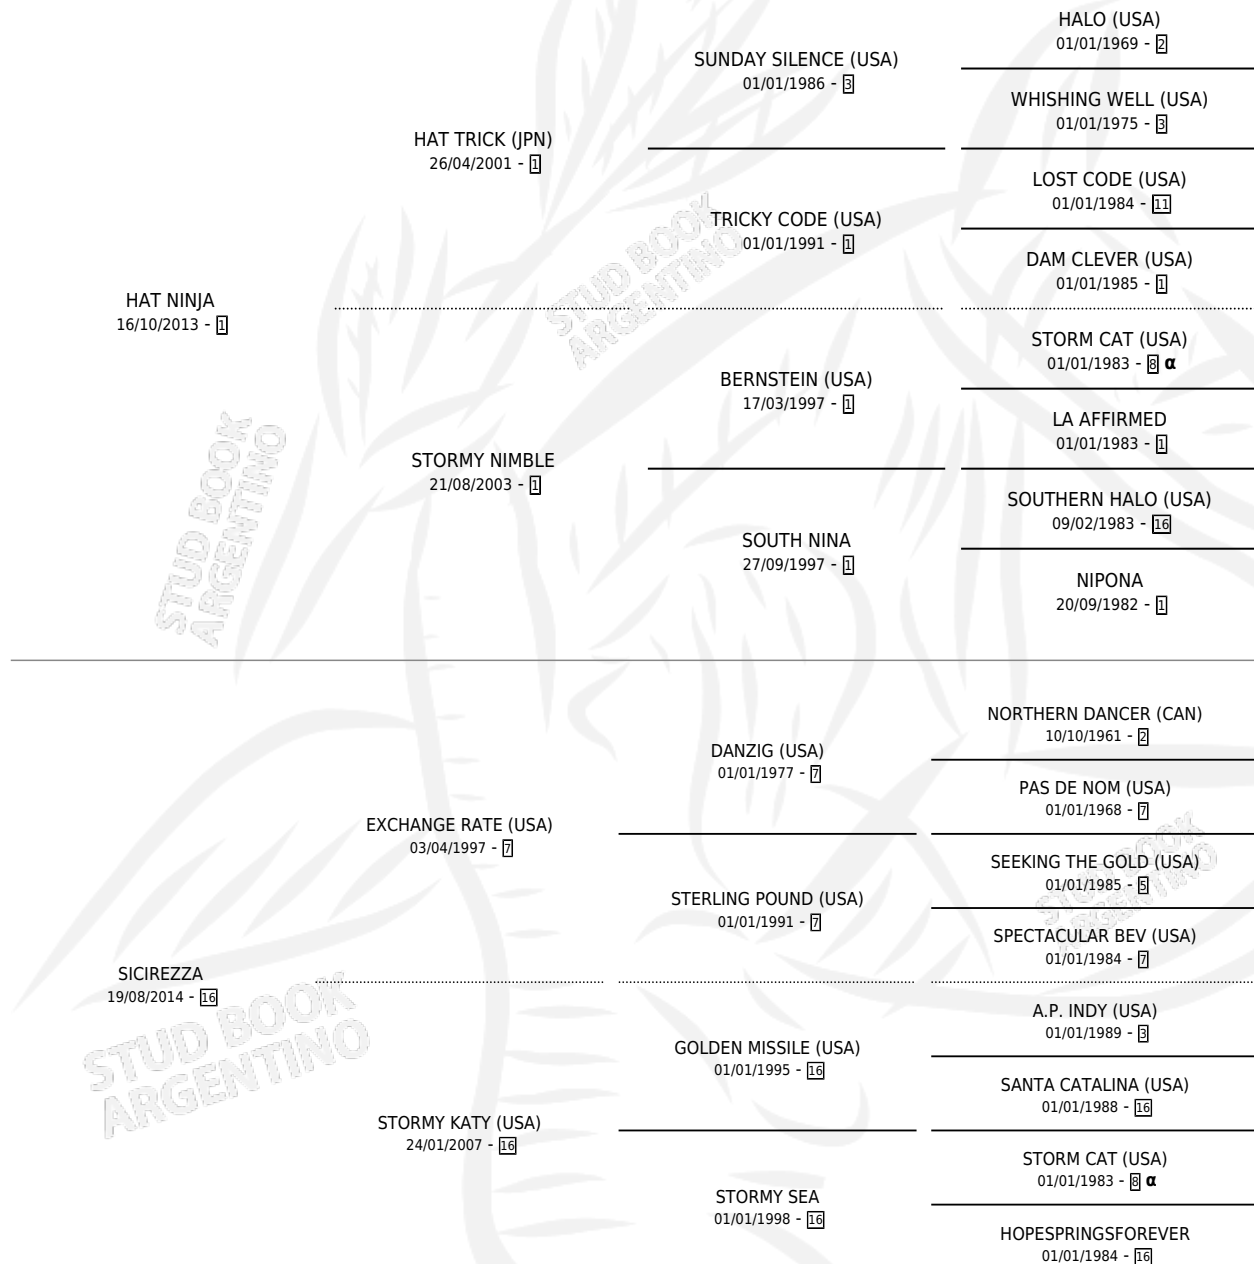 HALO (USA)
01/01/1969 - 2
SUNDAY SILENCE (USA)
01/01/1986 - 3
WHISHING WELL (USA)
01/01/1975 - 3
HAT TRICK (JPN)
26/04/2001 - 1
LOST CODE (USA)
01/01/1984 - 11
TRICKY CODE (USA)
01/01/1991 - 1
DAM CLEVER (USA)
01/01/1985 - 1
HAT NINJA
16/10/2013 - 1
STORM CAT (USA)
01/01/1983 - 8 α
BERNSTEIN (USA)
17/03/1997 - 1
LA AFFIRMED
01/01/1983 - 1
STORMY NIMBLE
21/08/2003 - 1
SOUTHERN HALO (USA)
09/02/1983 - 16
SOUTH NINA
27/09/1997 - 1
NIPONA
20/09/1982 - 1
NORTHERN DANCER (CAN)
10/10/1961 - 2
DANZIG (USA)
01/01/1977 - 7
PAS DE NOM (USA)
01/01/1968 - 7
EXCHANGE RATE (USA)
03/04/1997 - 7
SEEKING THE GOLD (USA)
01/01/1985 - 5
STERLING POUND (USA)
01/01/1991 - 7
SPECTACULAR BEV (USA)
01/01/1984 - 7
SICIREZZA
19/08/2014 - 16
A.P. INDY (USA)
01/01/1989 - 3
GOLDEN MISSILE (USA)
01/01/1995 - 16
SANTA CATALINA (USA)
01/01/1988 - 16
STORMY KATY (USA)
24/01/2007 - 16
STORM CAT (USA)
01/01/1983 - 8 α
STORMY SEA
01/01/1998 - 16
HOPESPRINGSFOREVER
01/01/1984 - 16
STUD BOOK
ARGENTINO
STUD BOOK
ARGENTINO
STUD BOOK
ARGENTINO
STUD BOOK
ARGENTINO